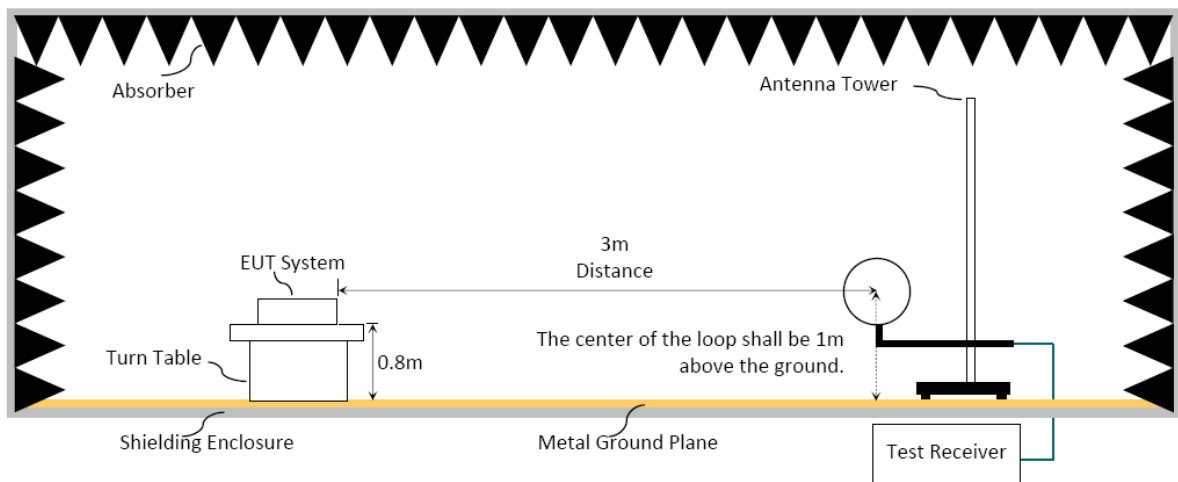 Absorber
Antenna Tower
3m
Distance
EUT System
The center of the loop shall be 1m
above the ground.
Turn Table
0.8m
Shielding Enclosure
Metal Ground Plane
Test Receiver